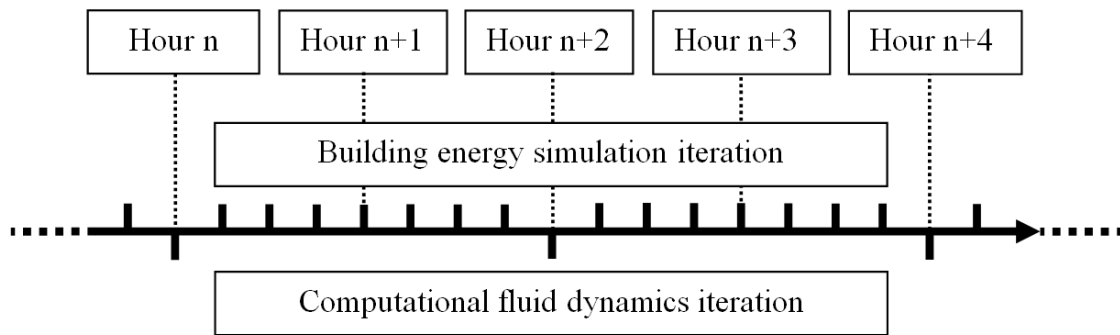 Hour n
Hour n+1
Hour n+2
Hour n+3
Hour n+4
Building energy simulation iteration
Computational fluid dynamics iteration